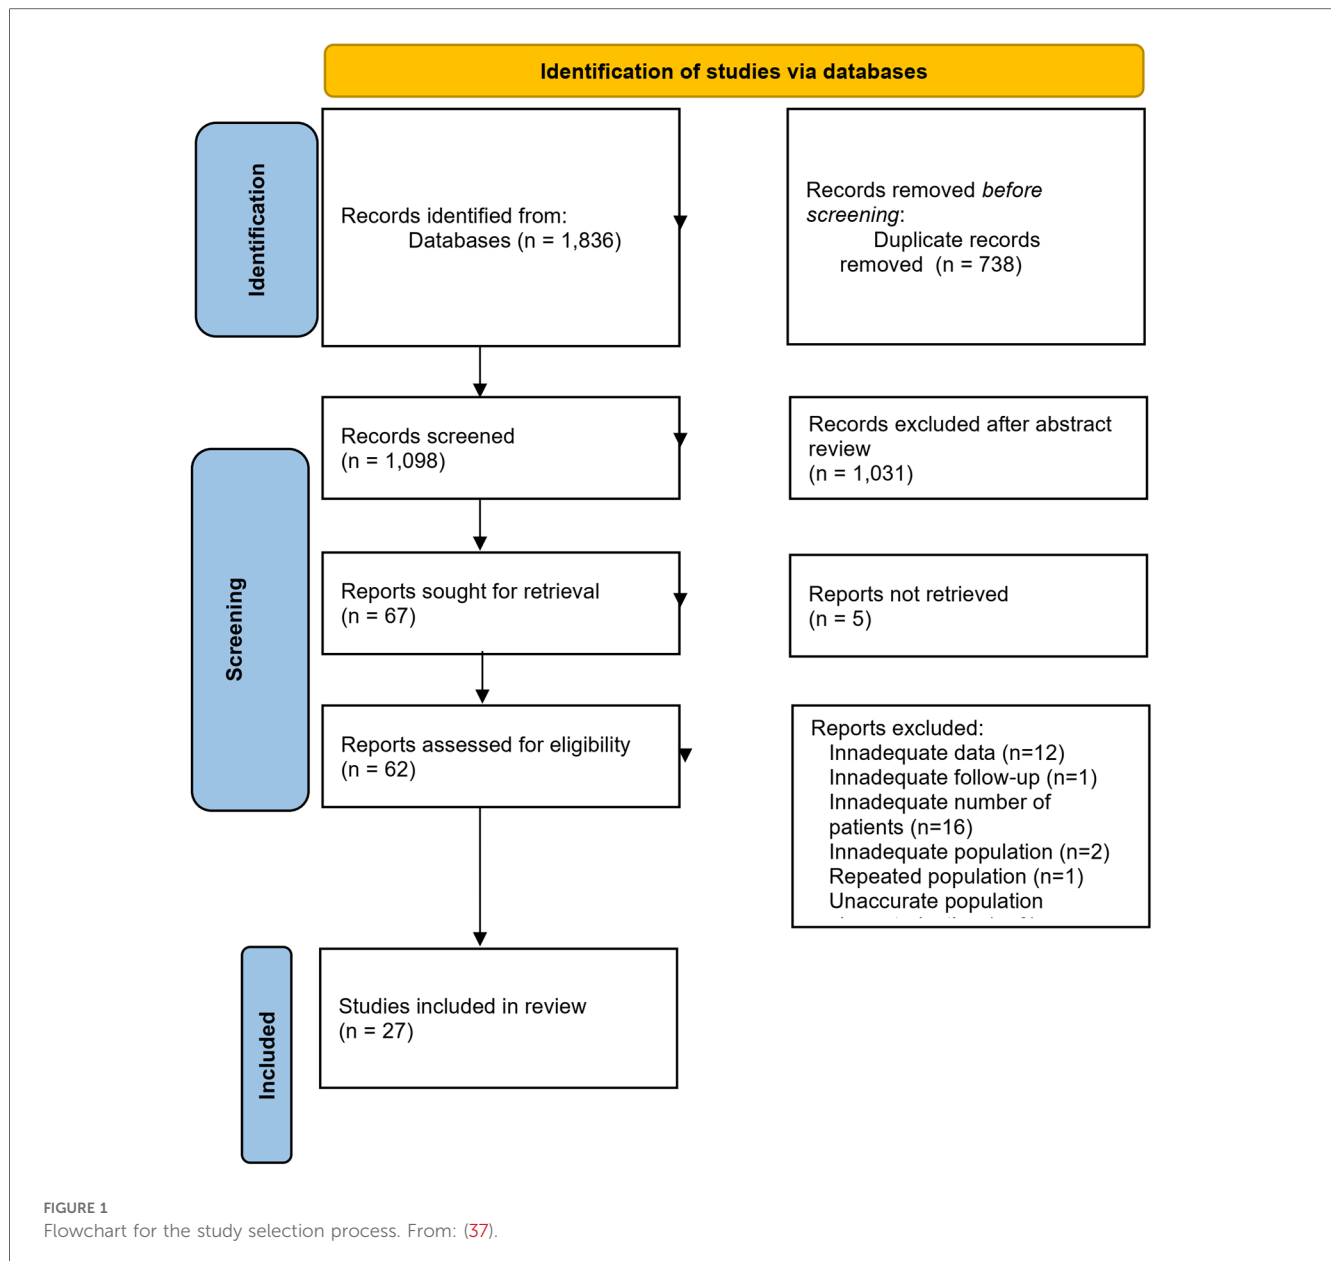 Identification of studies via databases
Identification
Records identified from:
Databases (n = 1,836)
Records removed before
screening:
Duplicate records
removed (n = 738)
Screening
Records screened
(n = 1,098)
Records excluded after abstract
review
(n = 1,031)
Reports sought for retrieval
(n = 67)
Reports not retrieved
(n = 5)
Reports assessed for eligibility
(n = 62)
Reports excluded:
Innadequate data (n=12)
Innadequate follow-up (n=1)
Innadequate number of
patients (n=16)
Innadequate population (n=2)
Repeated population (n=1)
Unaccurate population
Included
Studies included in review
(n = 27)
FIGURE 1
Flowchart for the study selection process. From: (37).